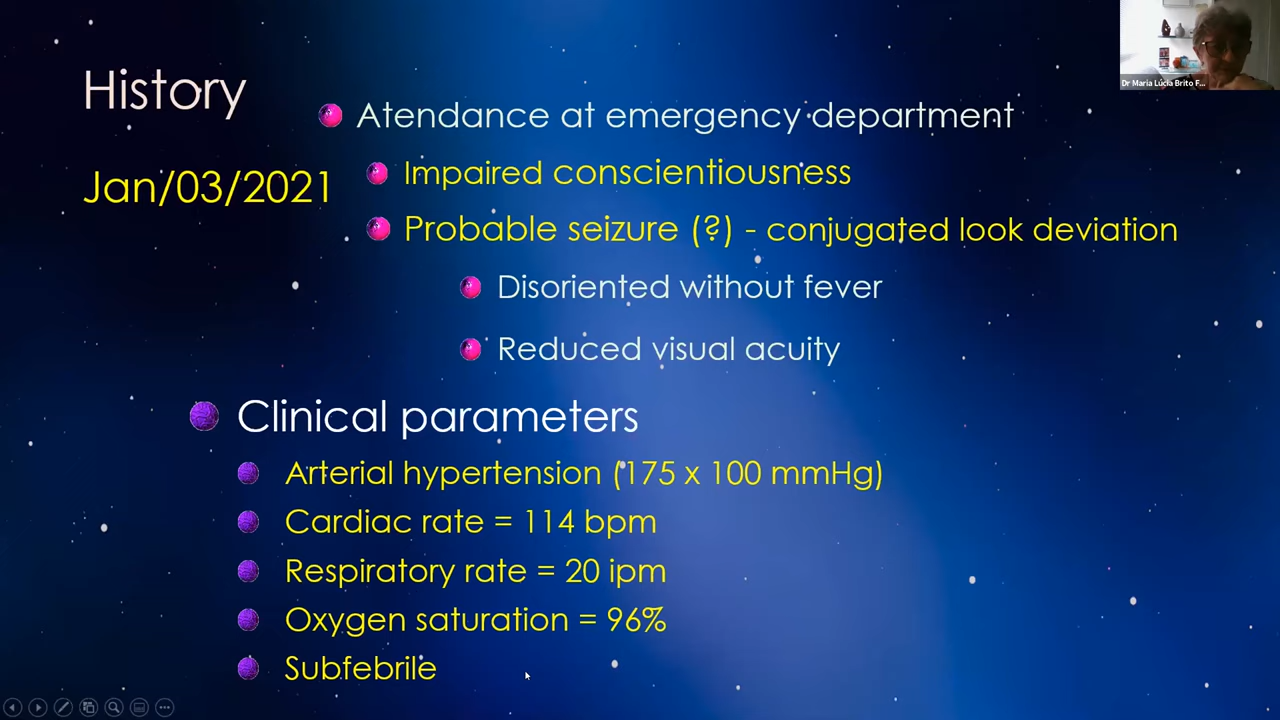 History
Jan/03/2021
Atendance at emergency department
Impaired conscientiousness
Probable seizure (?) - conjugated look deviation
Disoriented without fever
Reduced visual acuity
Clinical parameters
Arterial hypertension (175 x 100 mmHg)
Cardiac rate = 114 bpm
Respiratory rate = 20 ipm
Oxygen saturation = 96%
Subfebrile
Dr Maria Lúcia Brito F...